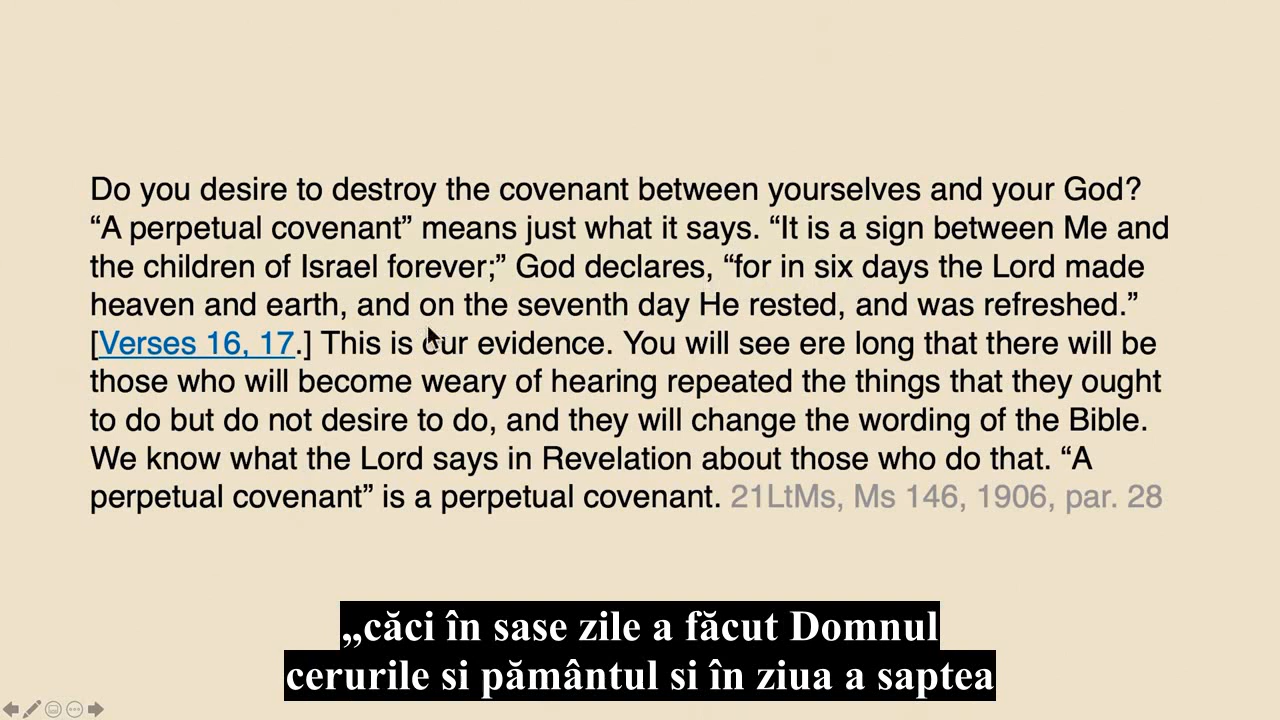 Do you desire to destroy the covenant between yourselves and your God?
“A perpetual covenant” means just what it says. “It is a sign between Me and
the children of Israel forever;” God declares, “for in six days the Lord made
heaven and earth, and on the seventh day He rested, and was refreshed.”
[Verses 16, 17.] This is our evidence. You will see ere long that there will be
those who will become weary of hearing repeated the things that they ought
to do but do not desire to do, and they will change the wording of the Bible.
We know what the Lord says in Revelation about those who do that. “A
perpetual covenant” is a perpetual covenant. 21LtMs, Ms 146, 1906, par. 28
„căci în sase zile a făcut Domnul
cerurile si pământul si în ziua a saptea